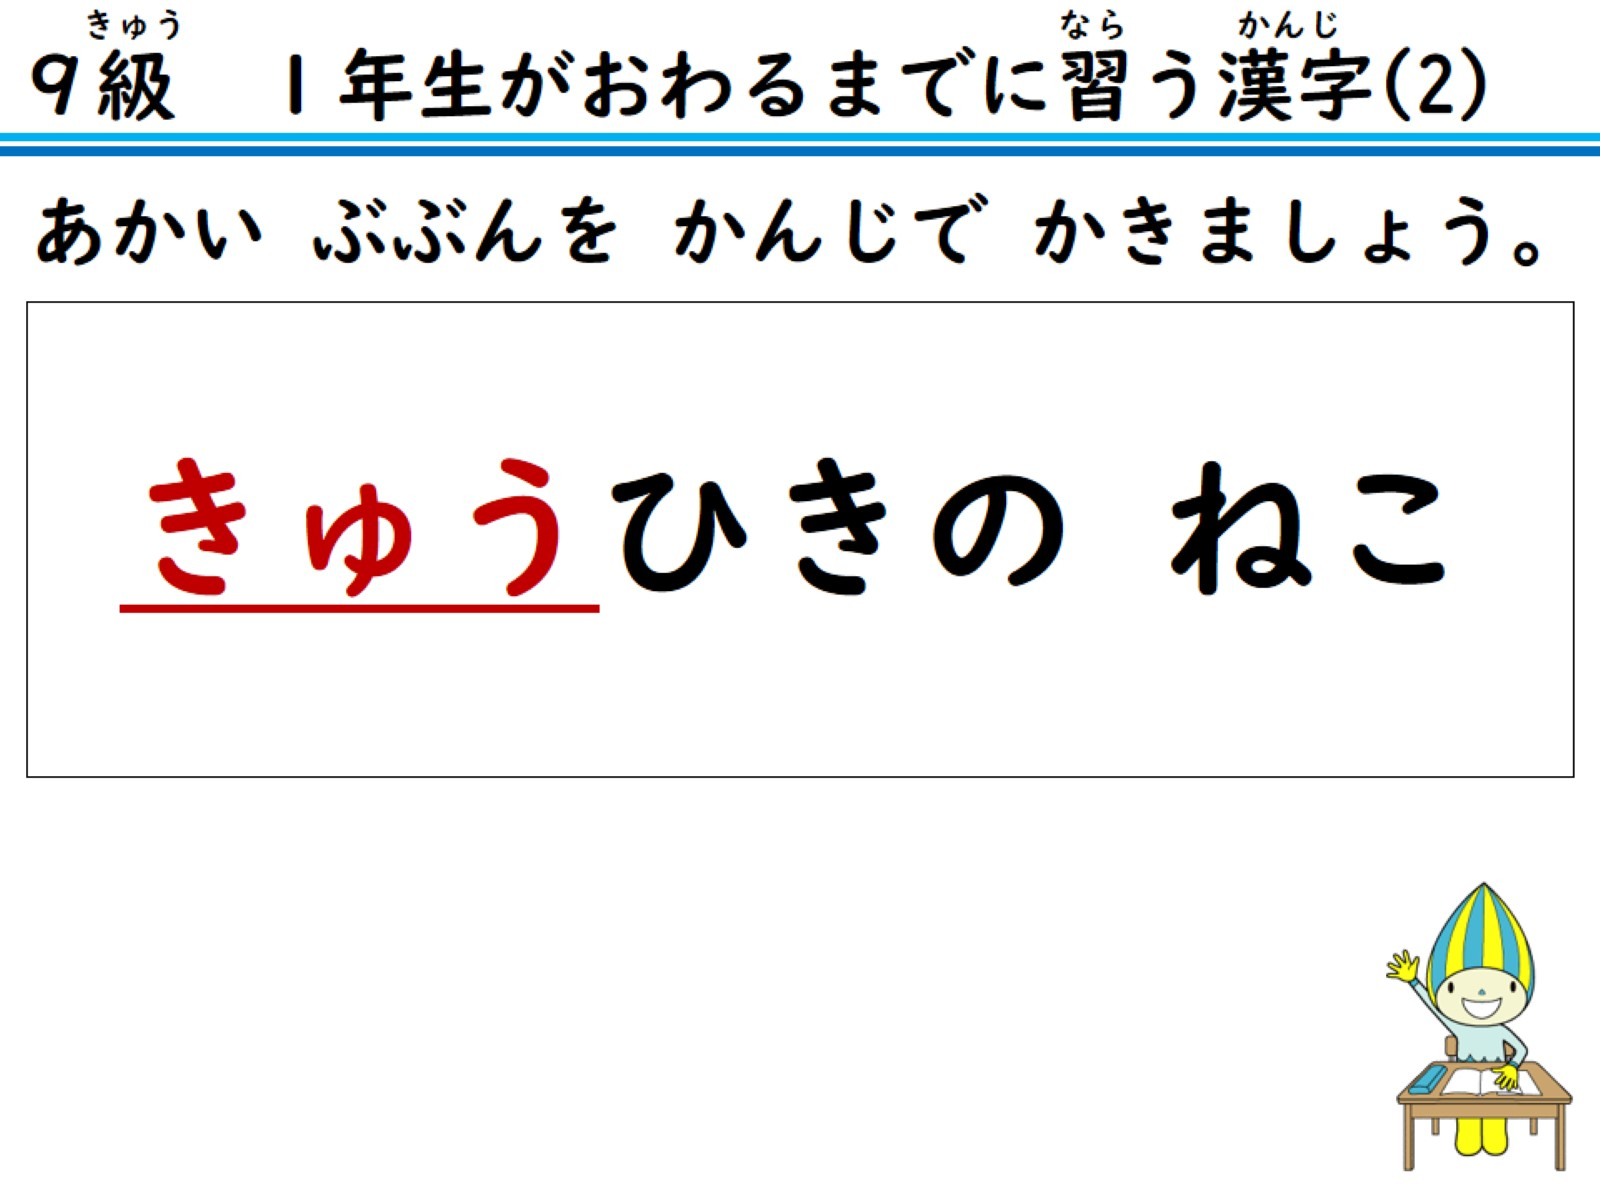 きゅう なら かんじ
9級 1年生がおわるまでに習う漢字(2)
あかい ぶぶんを かんじで かきましょう。
きゅうひきの ねこ